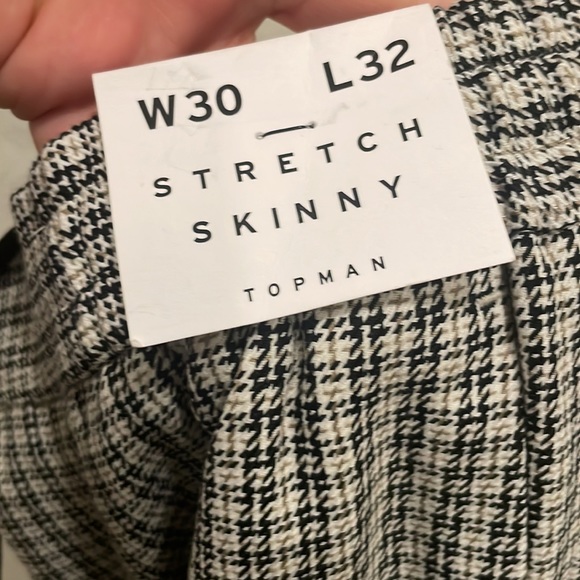 W30 L32
STRETCH
SKINNY
TOPMAN